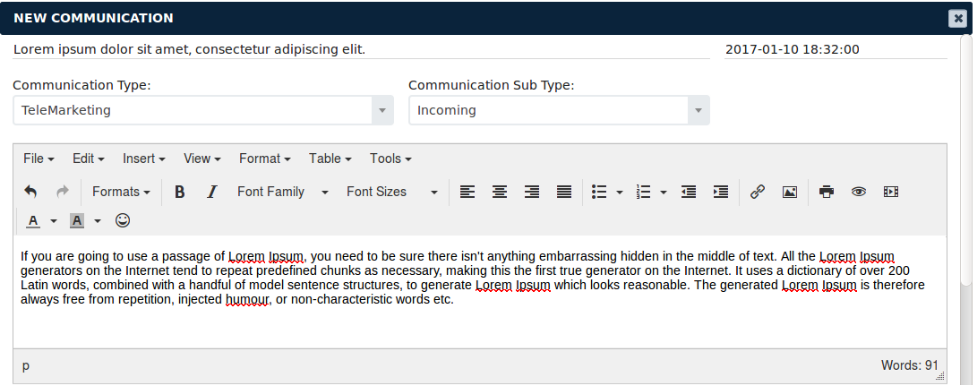 NEW COMMUNICATION
Lorem ipsum dolor sit amet, consectetur adipiscing elit. 2017-01-10 18:32:00
Communication Type: Communication Sub Type:
TeleMarketing Incoming
File Edit Insert View Format Table Tools
Formats B I Font Family Font Sizes
A A
If you are going to use a passage of Lorem Ipsum, you need to be sure there isn't anything embarrassing hidden in the middle of text. All the Lorem Ipsum
generators on the Internet tend to repeat predefined chunks as necessary, making this the first true generator on the Internet. It uses a dictionary of over 200
Latin words, combined with a handful of model sentence structures, to generate Lorem Ipsum which looks reasonable. The generated Lorem Ipsum is therefore
always free from repetition, injected humour, or non-characteristic words etc.
p Words: 91